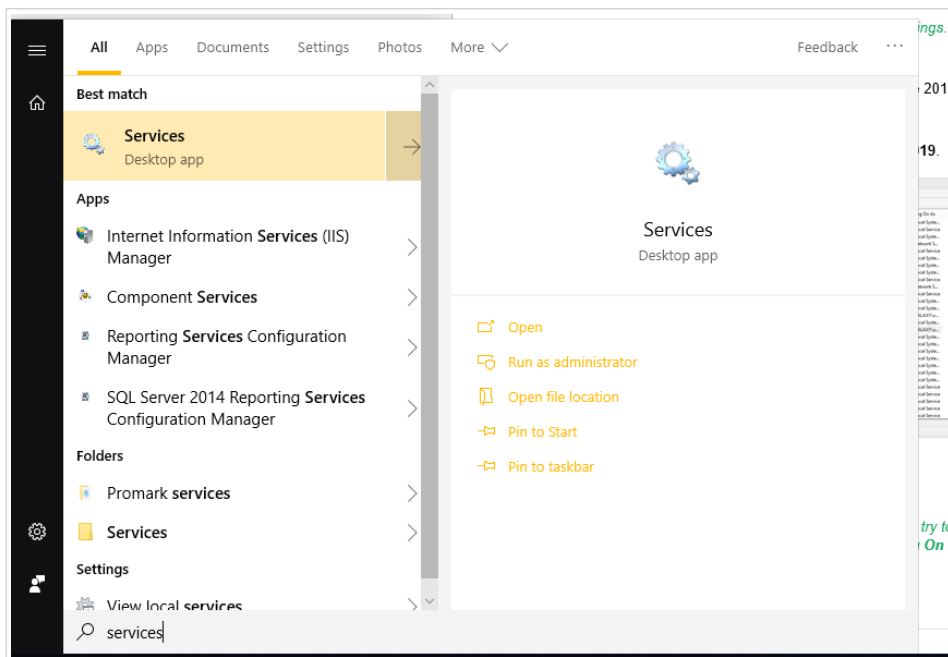 All Apps Documents Settings Photos More Feedback ...
ings.
Best match
201
Services
Desktop app
19.
Apps
Internet Information Services (IIS)
Manager
Services
Desktop app
Component Services
Reporting Services Configuration
Manager
Open
Run as administrator
SQL Server 2014 Reporting Services
Configuration Manager
Open file location
Pin to Start
Folders
Pin to taskbar
Promark services
Services
try to
On
Settings
View local services
services